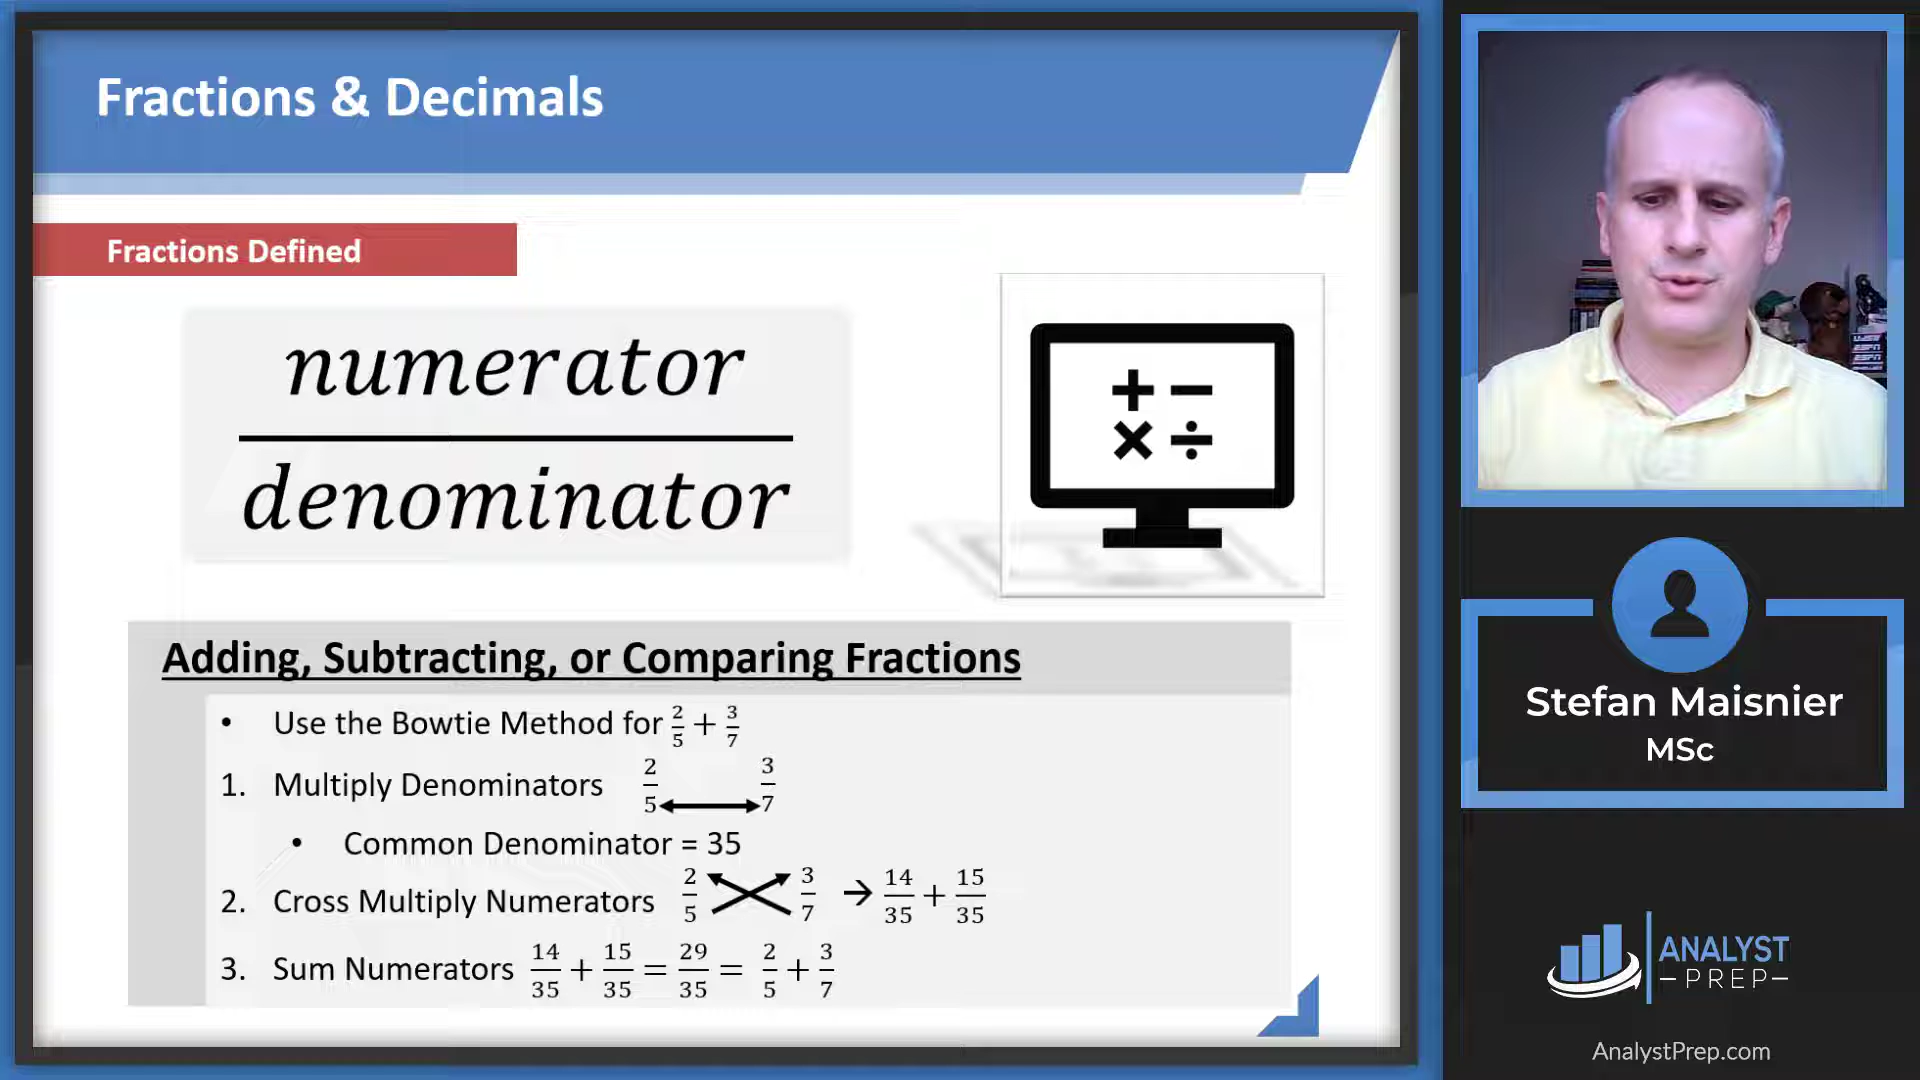 Fractions & Decimals
Fractions Defined
numerator
denominator
+ −
× ÷
Adding, Subtracting, or Comparing Fractions
• Use the Bowtie Method for 2/5 + 3/7
1. Multiply Denominators 2/5 ↔ 3/7
• Common Denominator = 35
2. Cross Multiply Numerators 2/5 3/7 → 14/35 + 15/35
3. Sum Numerators 14/35 + 15/35 = 29/35 = 2/5 + 3/7
Stefan Maisnier
MSc
ANALYST
PREP
AnalystPrep.com